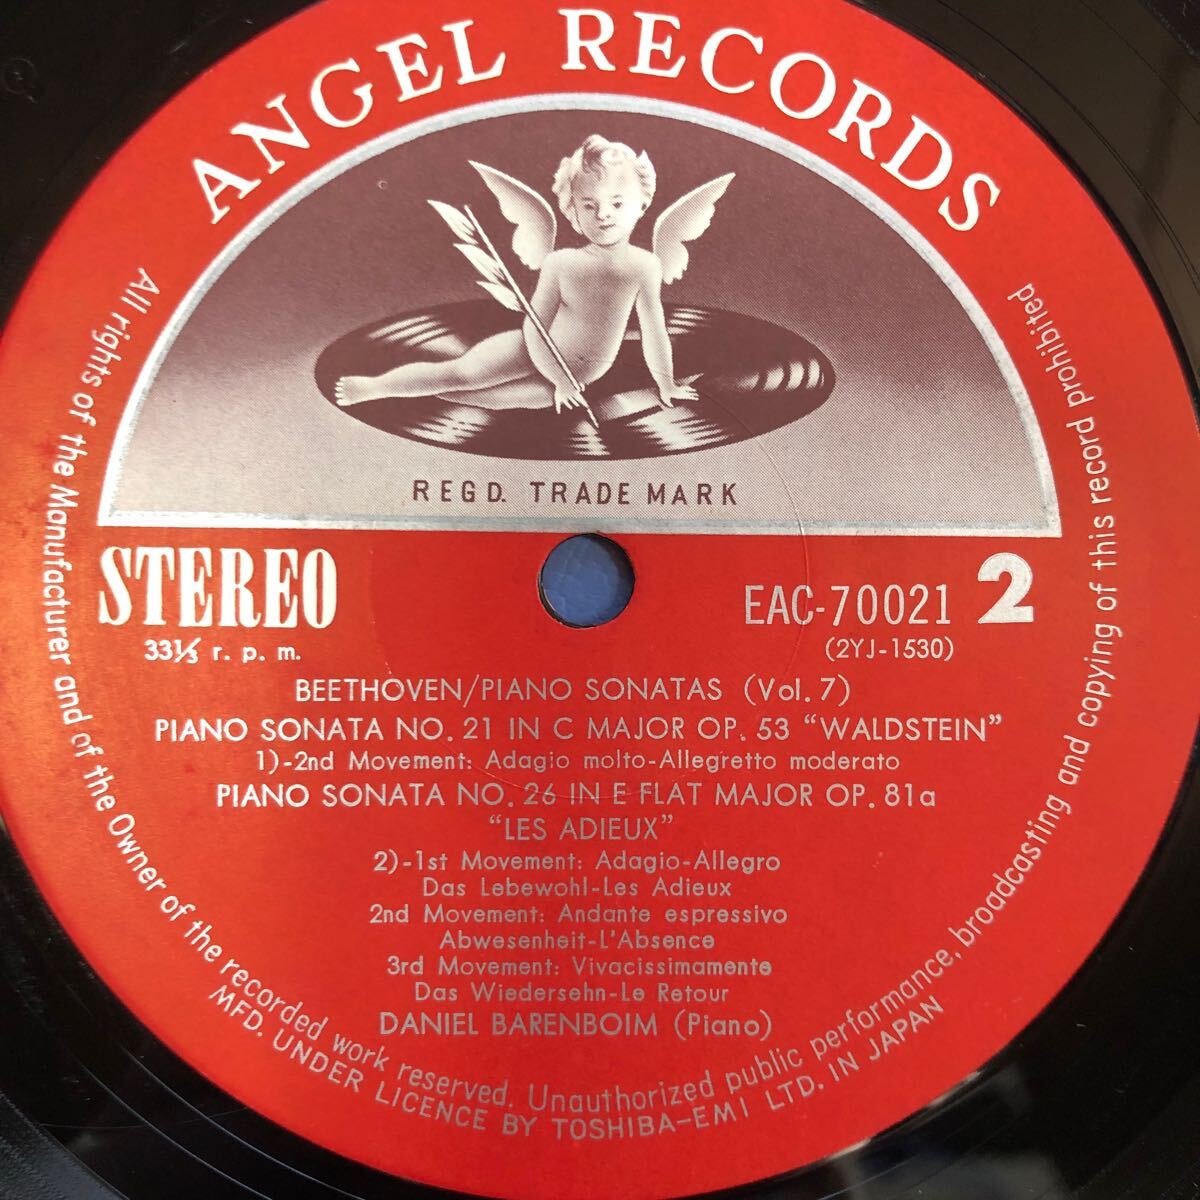 ANGEL RECORDS
REGD. TRADE MARK
STEREO
33⅓ r. p. m.
EAC-70021 2
(2YJ-1530)
BEETHOVEN/PIANO SONATAS (Vol. 7)
PIANO SONATA NO. 21 IN C MAJOR OP. 53 “WALDSTEIN”
1)-2nd Movement: Adagio molto-Allegretto moderato
PIANO SONATA NO. 26 IN E FLAT MAJOR OP. 81a
“LES ADIEUX”
2)-1st Movement: Adagio-Allegro
Das Lebewohl-Les Adieux
2nd Movement: Andante espressivo
Abwesenheit-L'Absence
3rd Movement: Vivacissimamente
Das Wiedersehn-Le Retour
DANIEL BARENBOIM (Piano)
All rights of the Manufacturer and of the Owner of the recorded work reserved. Unauthorized public performance, broadcasting and copying of this record prohibited
MFD. UNDER LICENCE BY TOSHIBA-EMI LTD. IN JAPAN